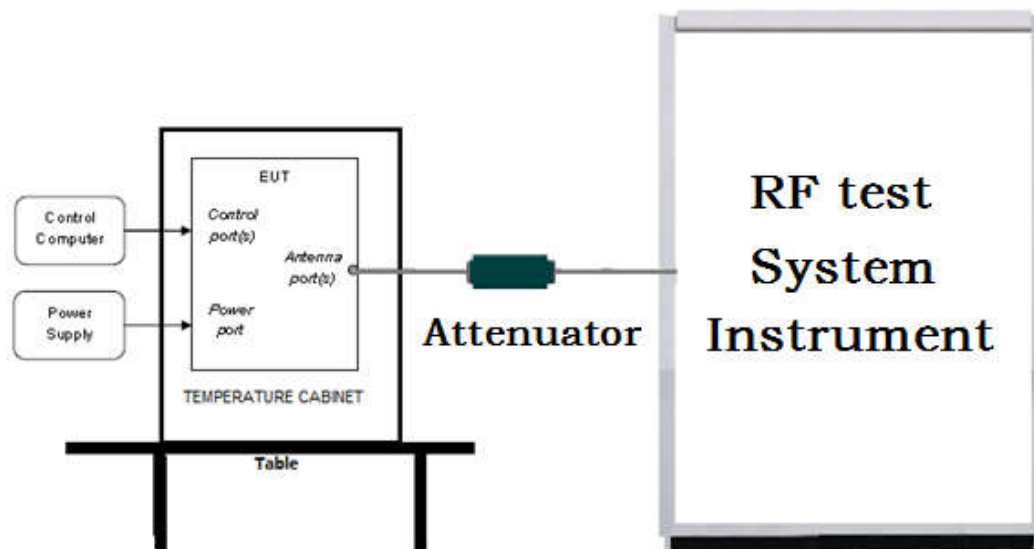 Control
Computer
Power
Supply
EUT
Control
port(s)
Antenna
port(s)
Power
port
TEMPERATURE CABINET
Table
Attenuator
RF test
System
Instrument